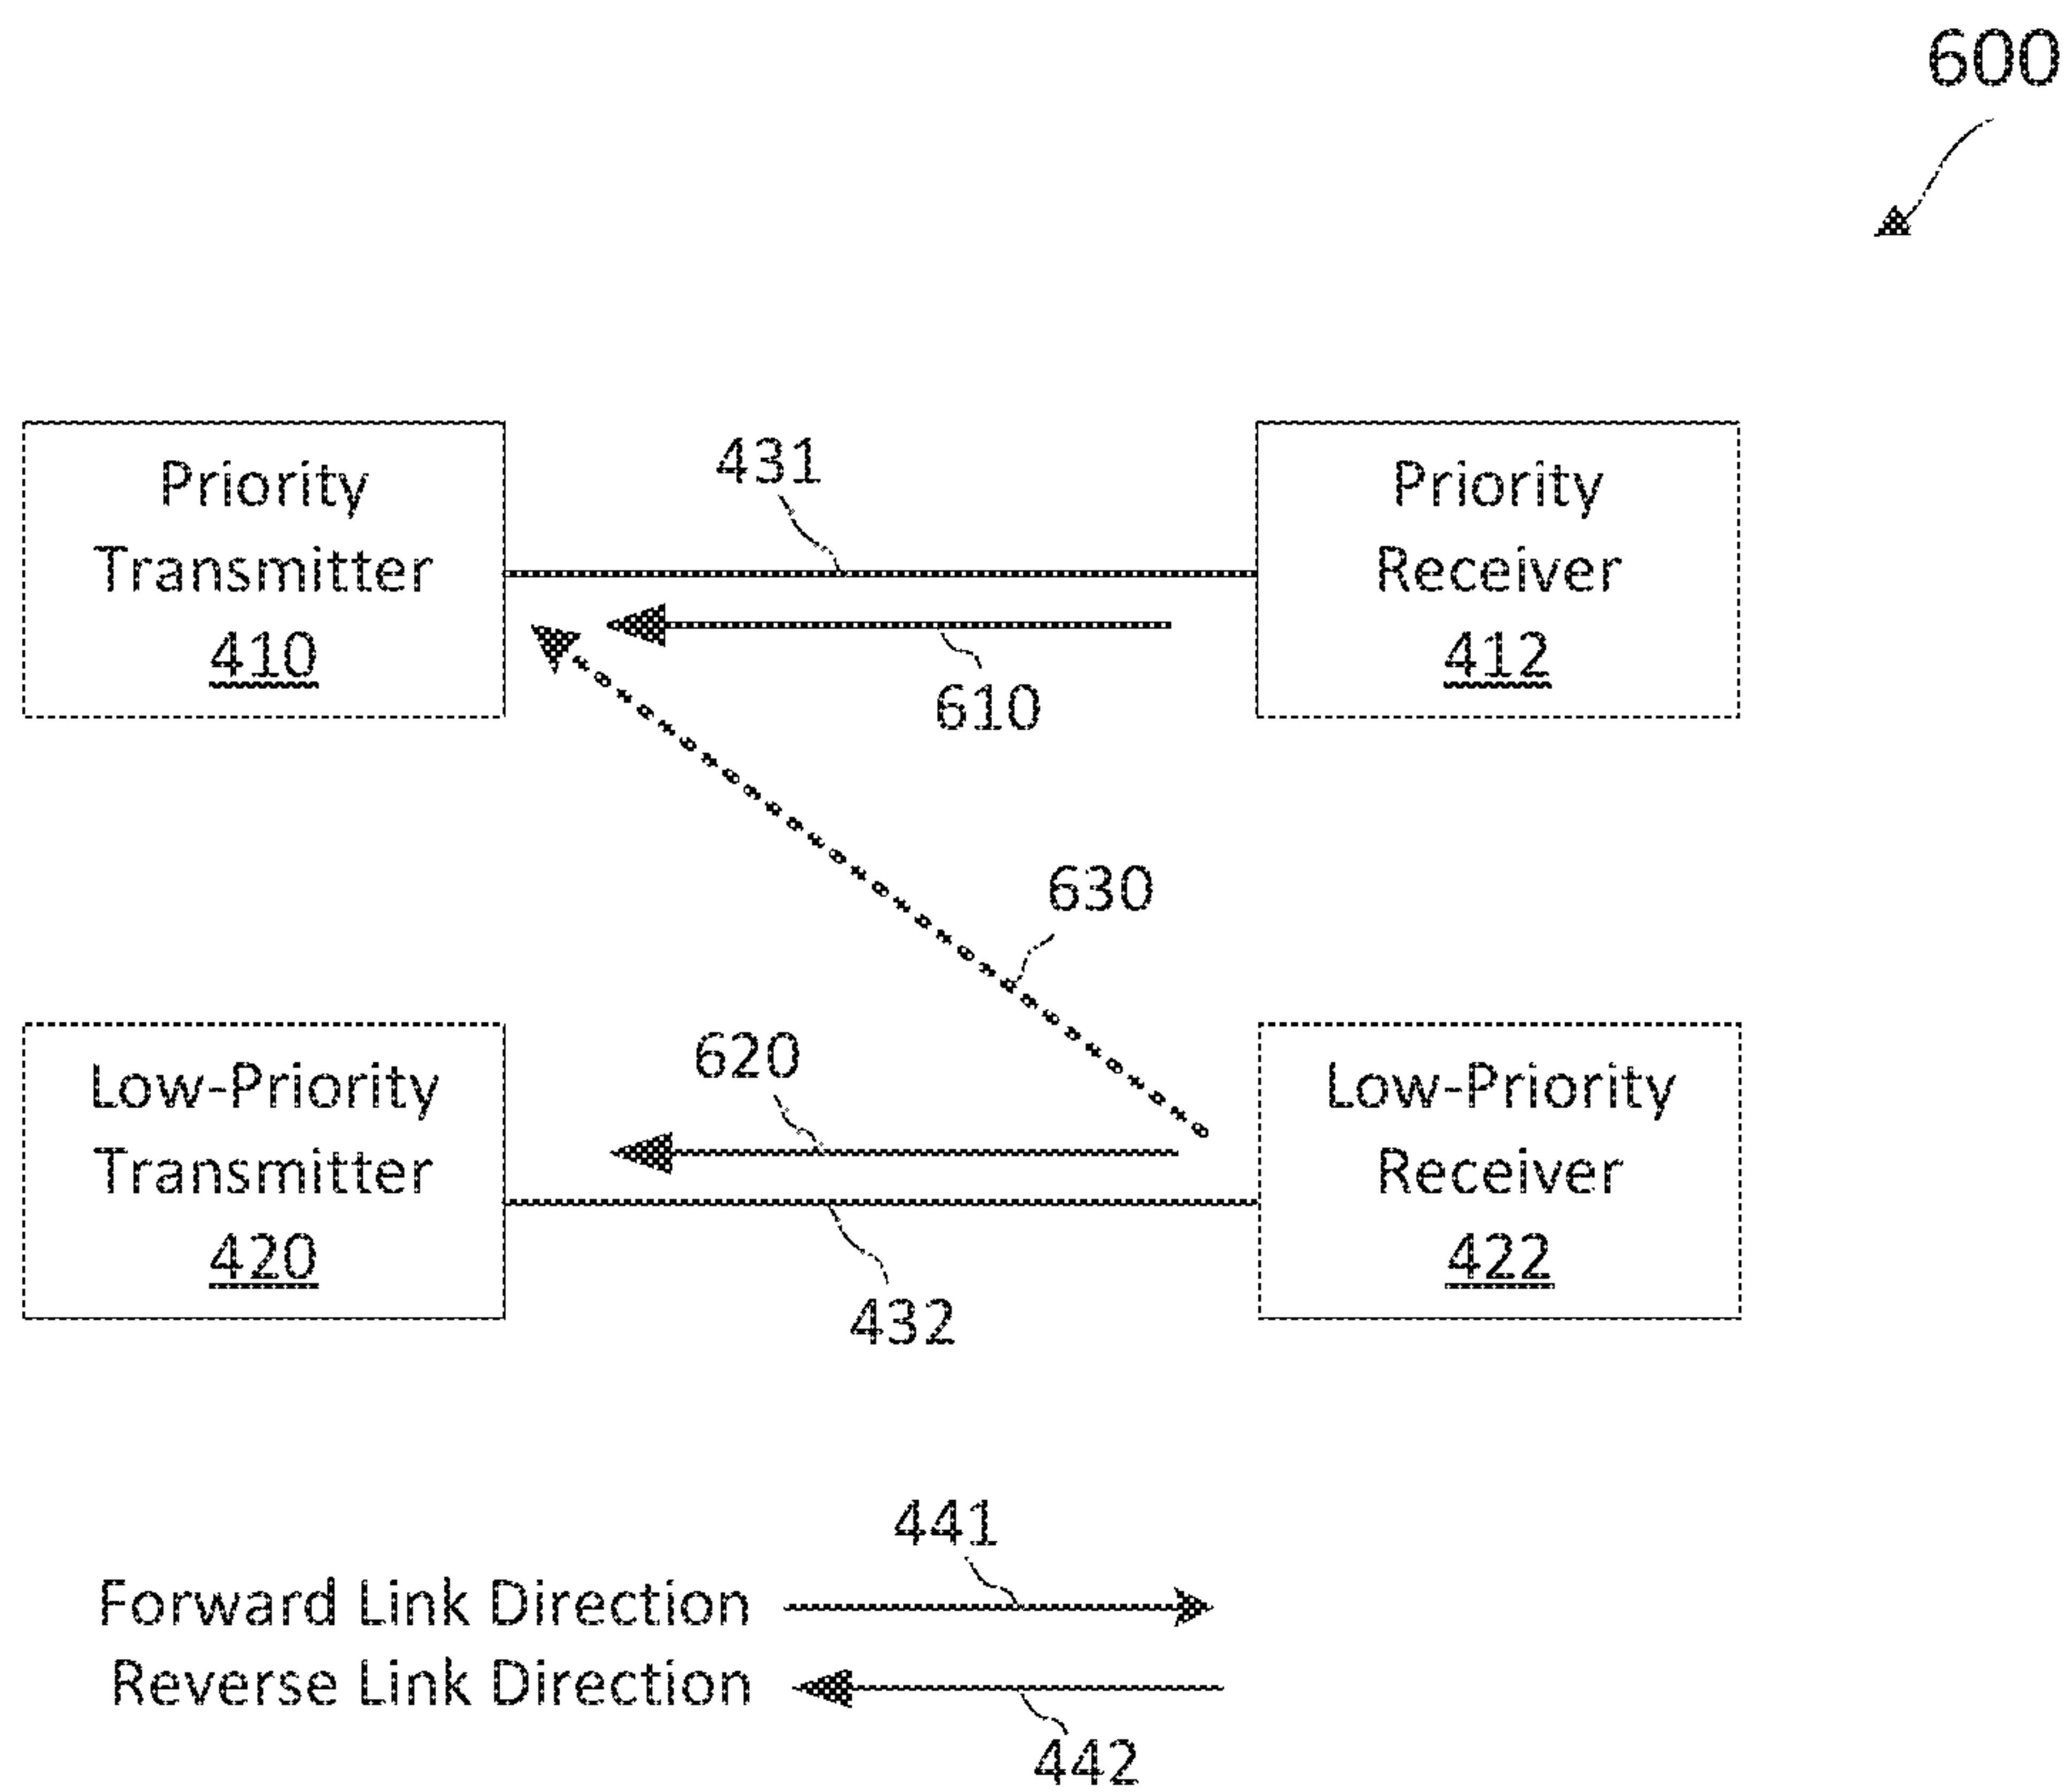 600
Priority
Transmitter
410
431
610
Priority
Receiver
412
630
Low-Priority
Transmitter
420
620
432
Low-Priority
Receiver
422
441
Forward Link Direction
Reverse Link Direction
442